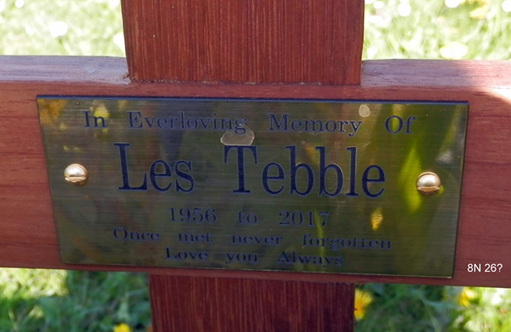 In Everloving Memory Of
Les Tebble
1956 to 2017
Once met never forgotten
Love you Always
8N 26?